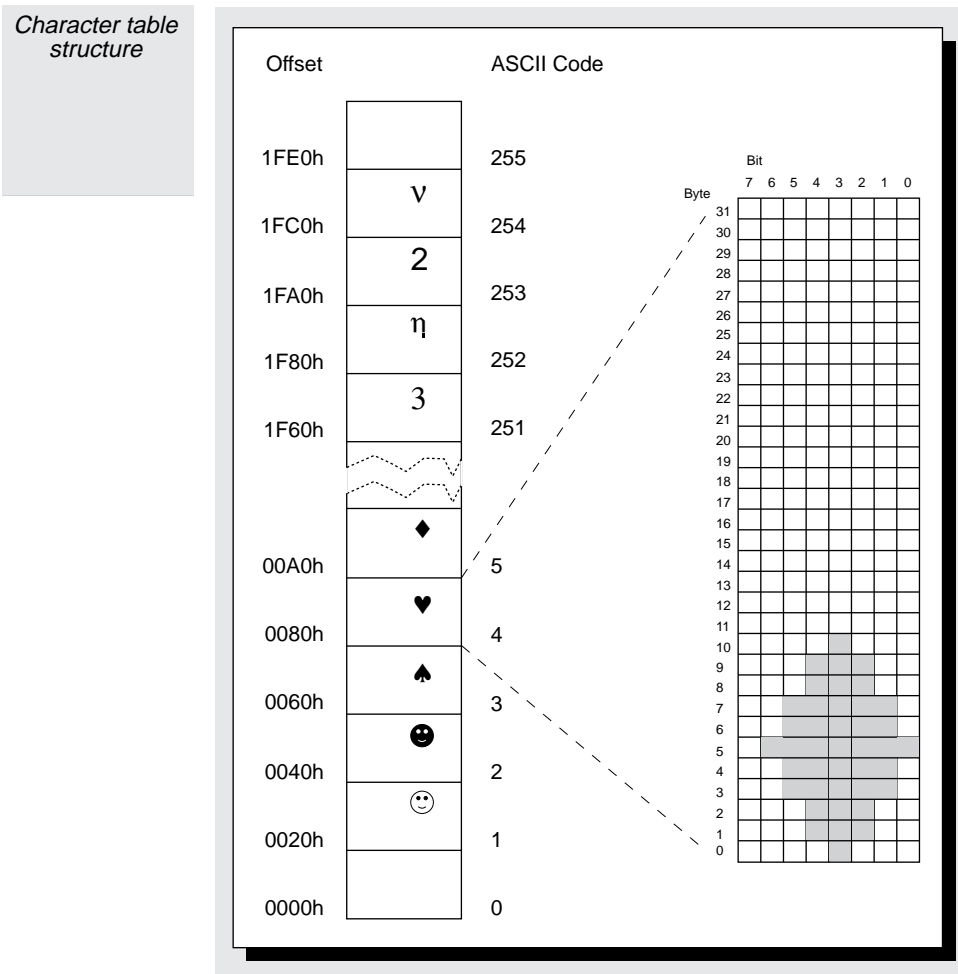 Character table
structure
Offset ASCII Code
1FE0h 255
1FC0h ν 254
1FA0h 2 253
1F80h η 252
1F60h 3 251
00A0h ♦ 5
0080h ♥ 4
0060h ♠ 3
0040h ☻ 2
0020h ☺ 1
0000h 0
Bit
7 6 5 4 3 2 1 0
Byte
31
30
29
28
27
26
25
24
23
22
21
20
19
18
17
16
15
14
13
12
11
10
9
8
7
6
5
4
3
2
1
0